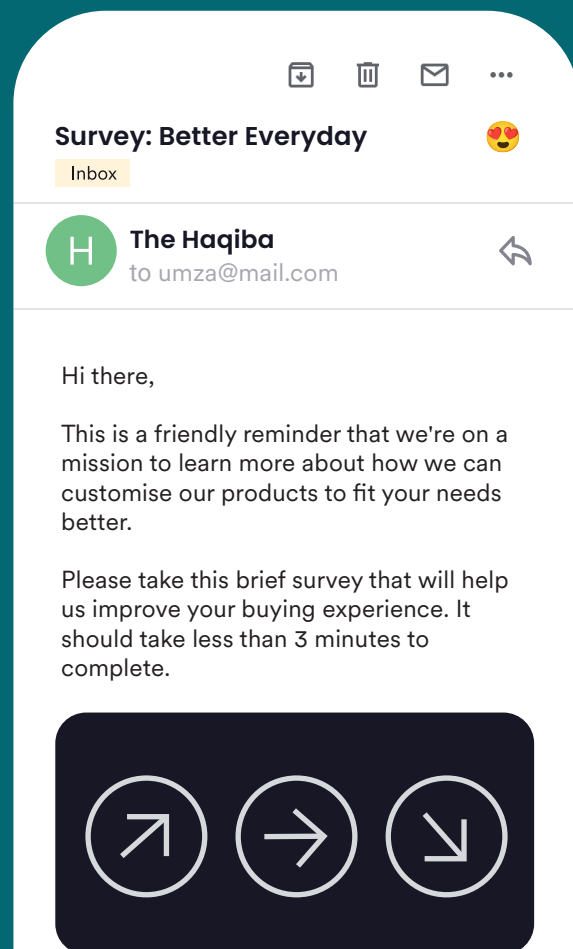 Survey: Better Everyday 😍
Inbox
H
The Haqiba
to umza@mail.com
Hi there,
This is a friendly reminder that we're on a
mission to learn more about how we can
customise our products to fit your needs
better.
Please take this brief survey that will help
us improve your buying experience. It
should take less than 3 minutes to
complete.